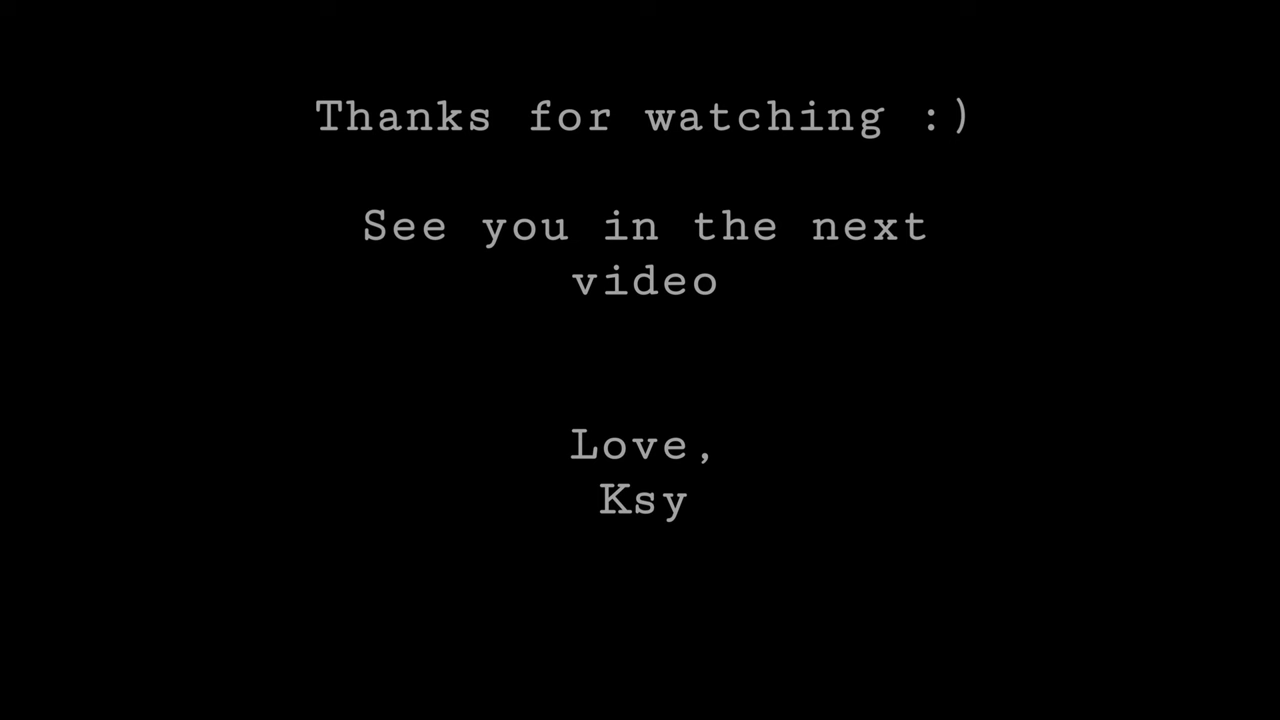 Thanks for watching :)
See you in the next
video
Love,
Ksy